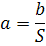 a = b/S